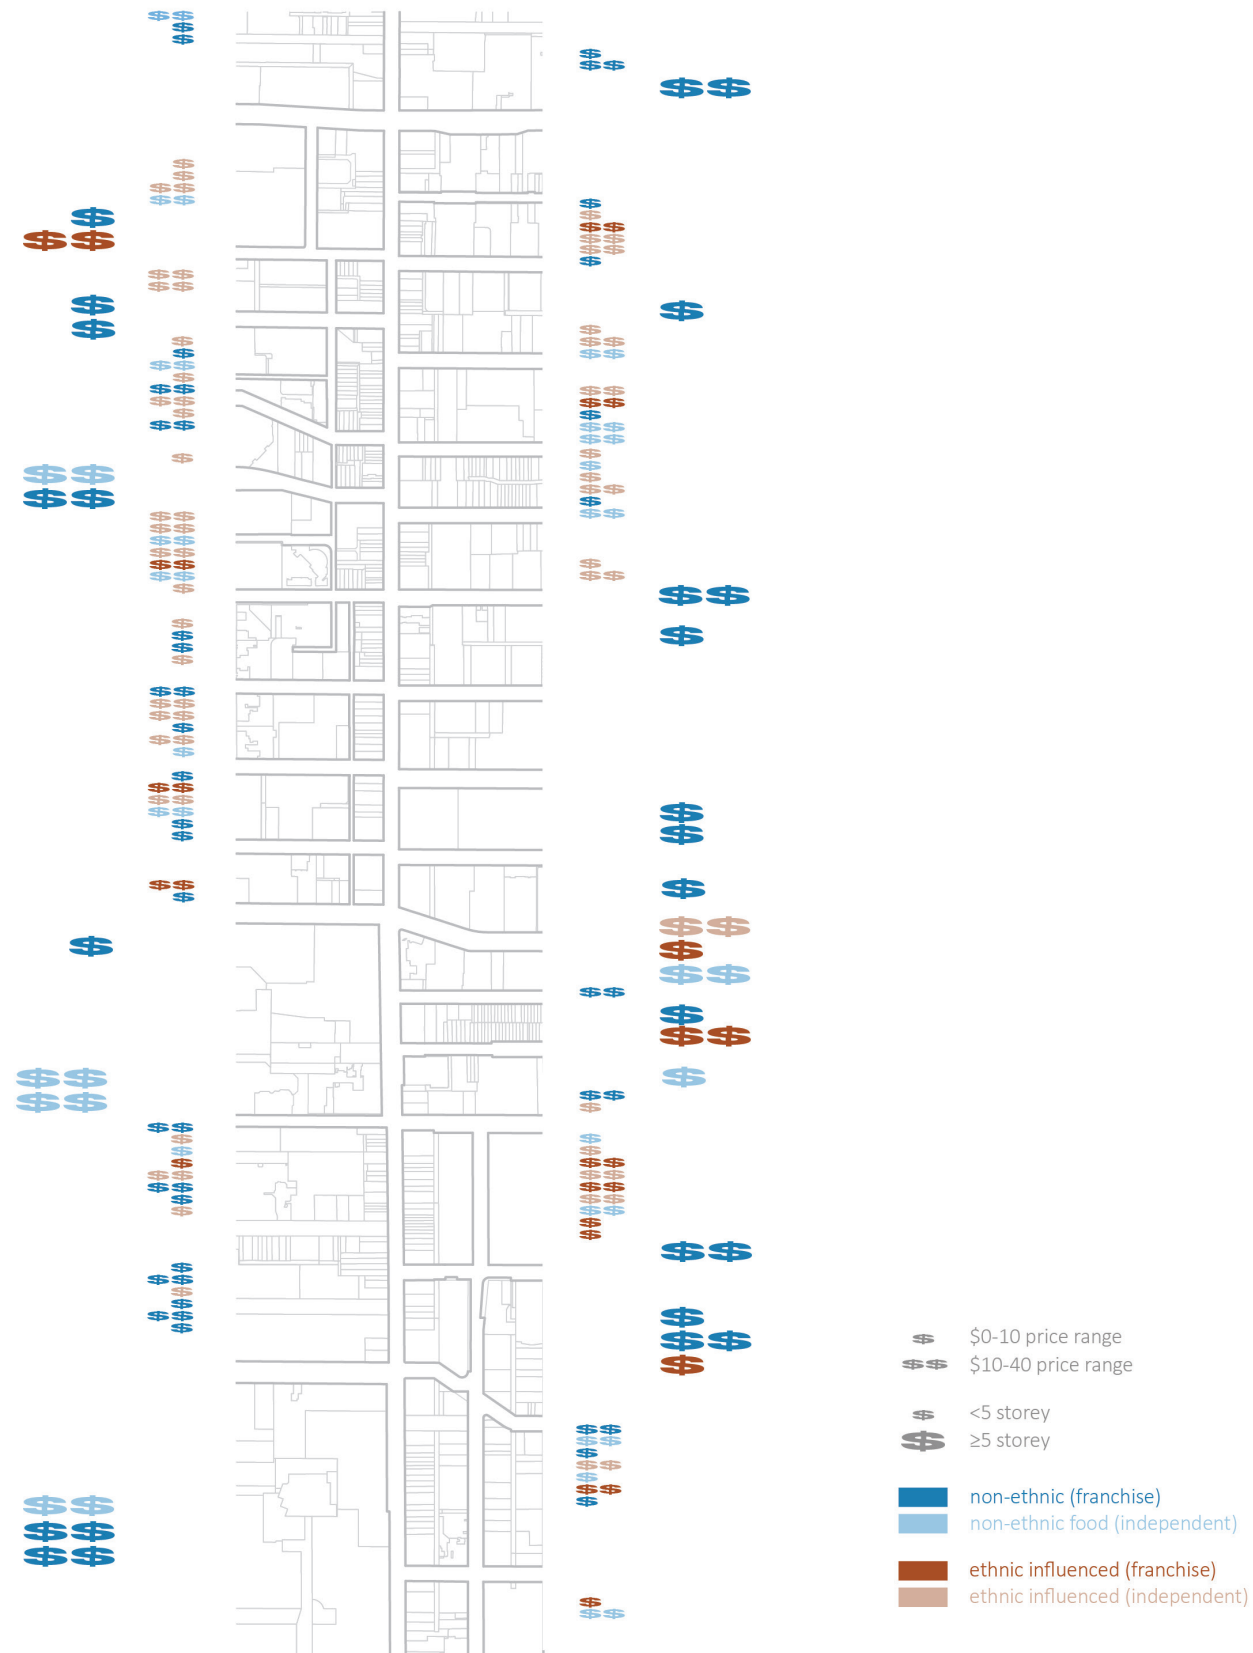 $0-10 price range
$10-40 price range
<5 storey
≥5 storey
non-ethnic (franchise)
non-ethnic food (independent)
ethnic influenced (franchise)
ethnic influenced (independent)